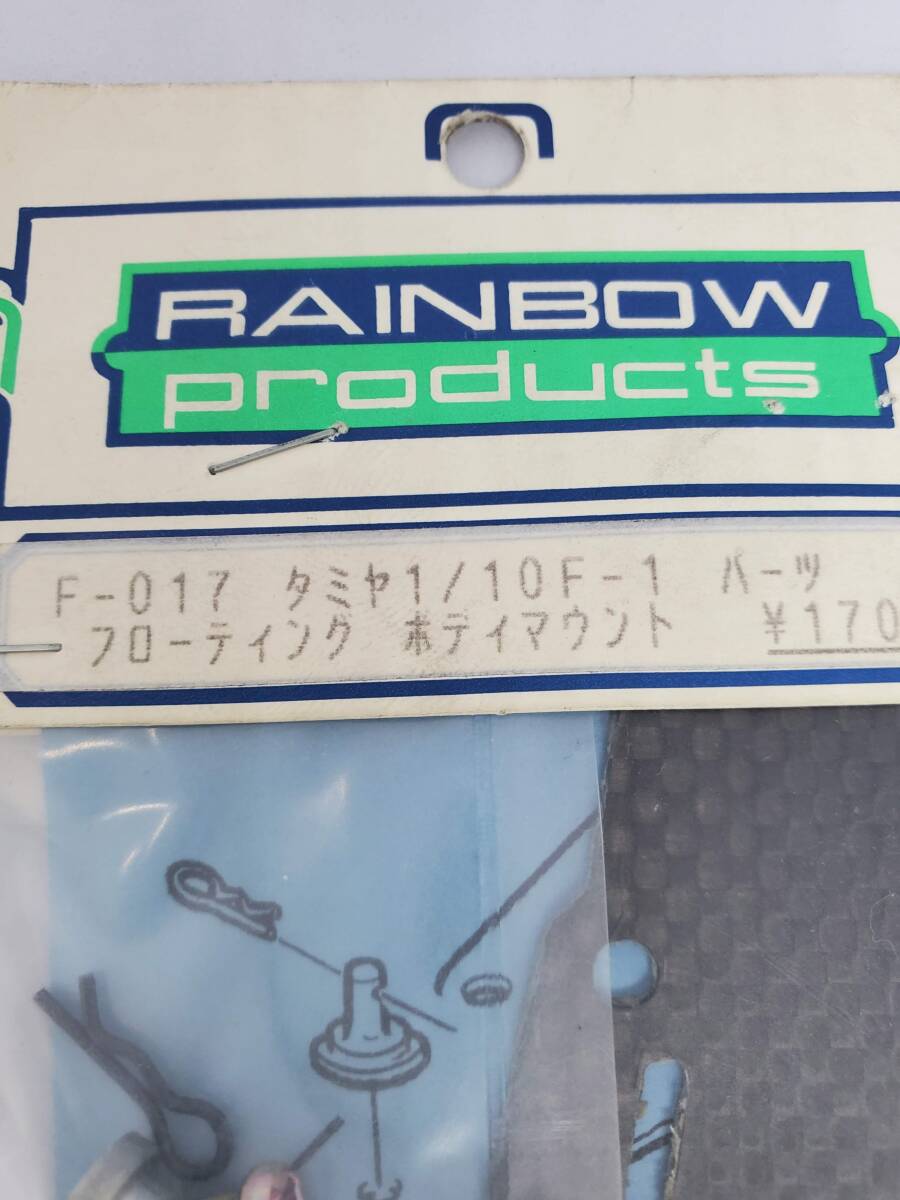 RAINBOW
products
F-017 タミヤ1/10F-1 パーツ
フローティング ボディマウント ¥170